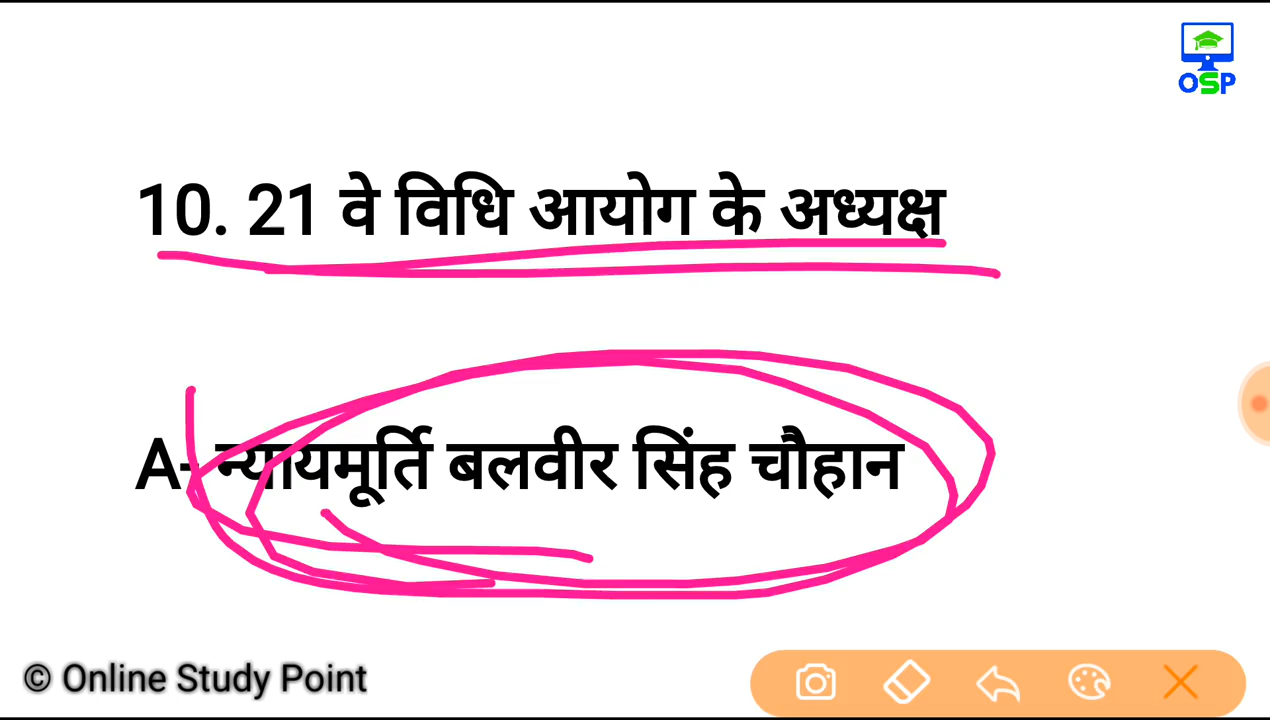 OSP
10. 21 वे विधि आयोग के अध्यक्ष
A- न्यायमूर्ति बलवीर सिंह चौहान
© Online Study Point